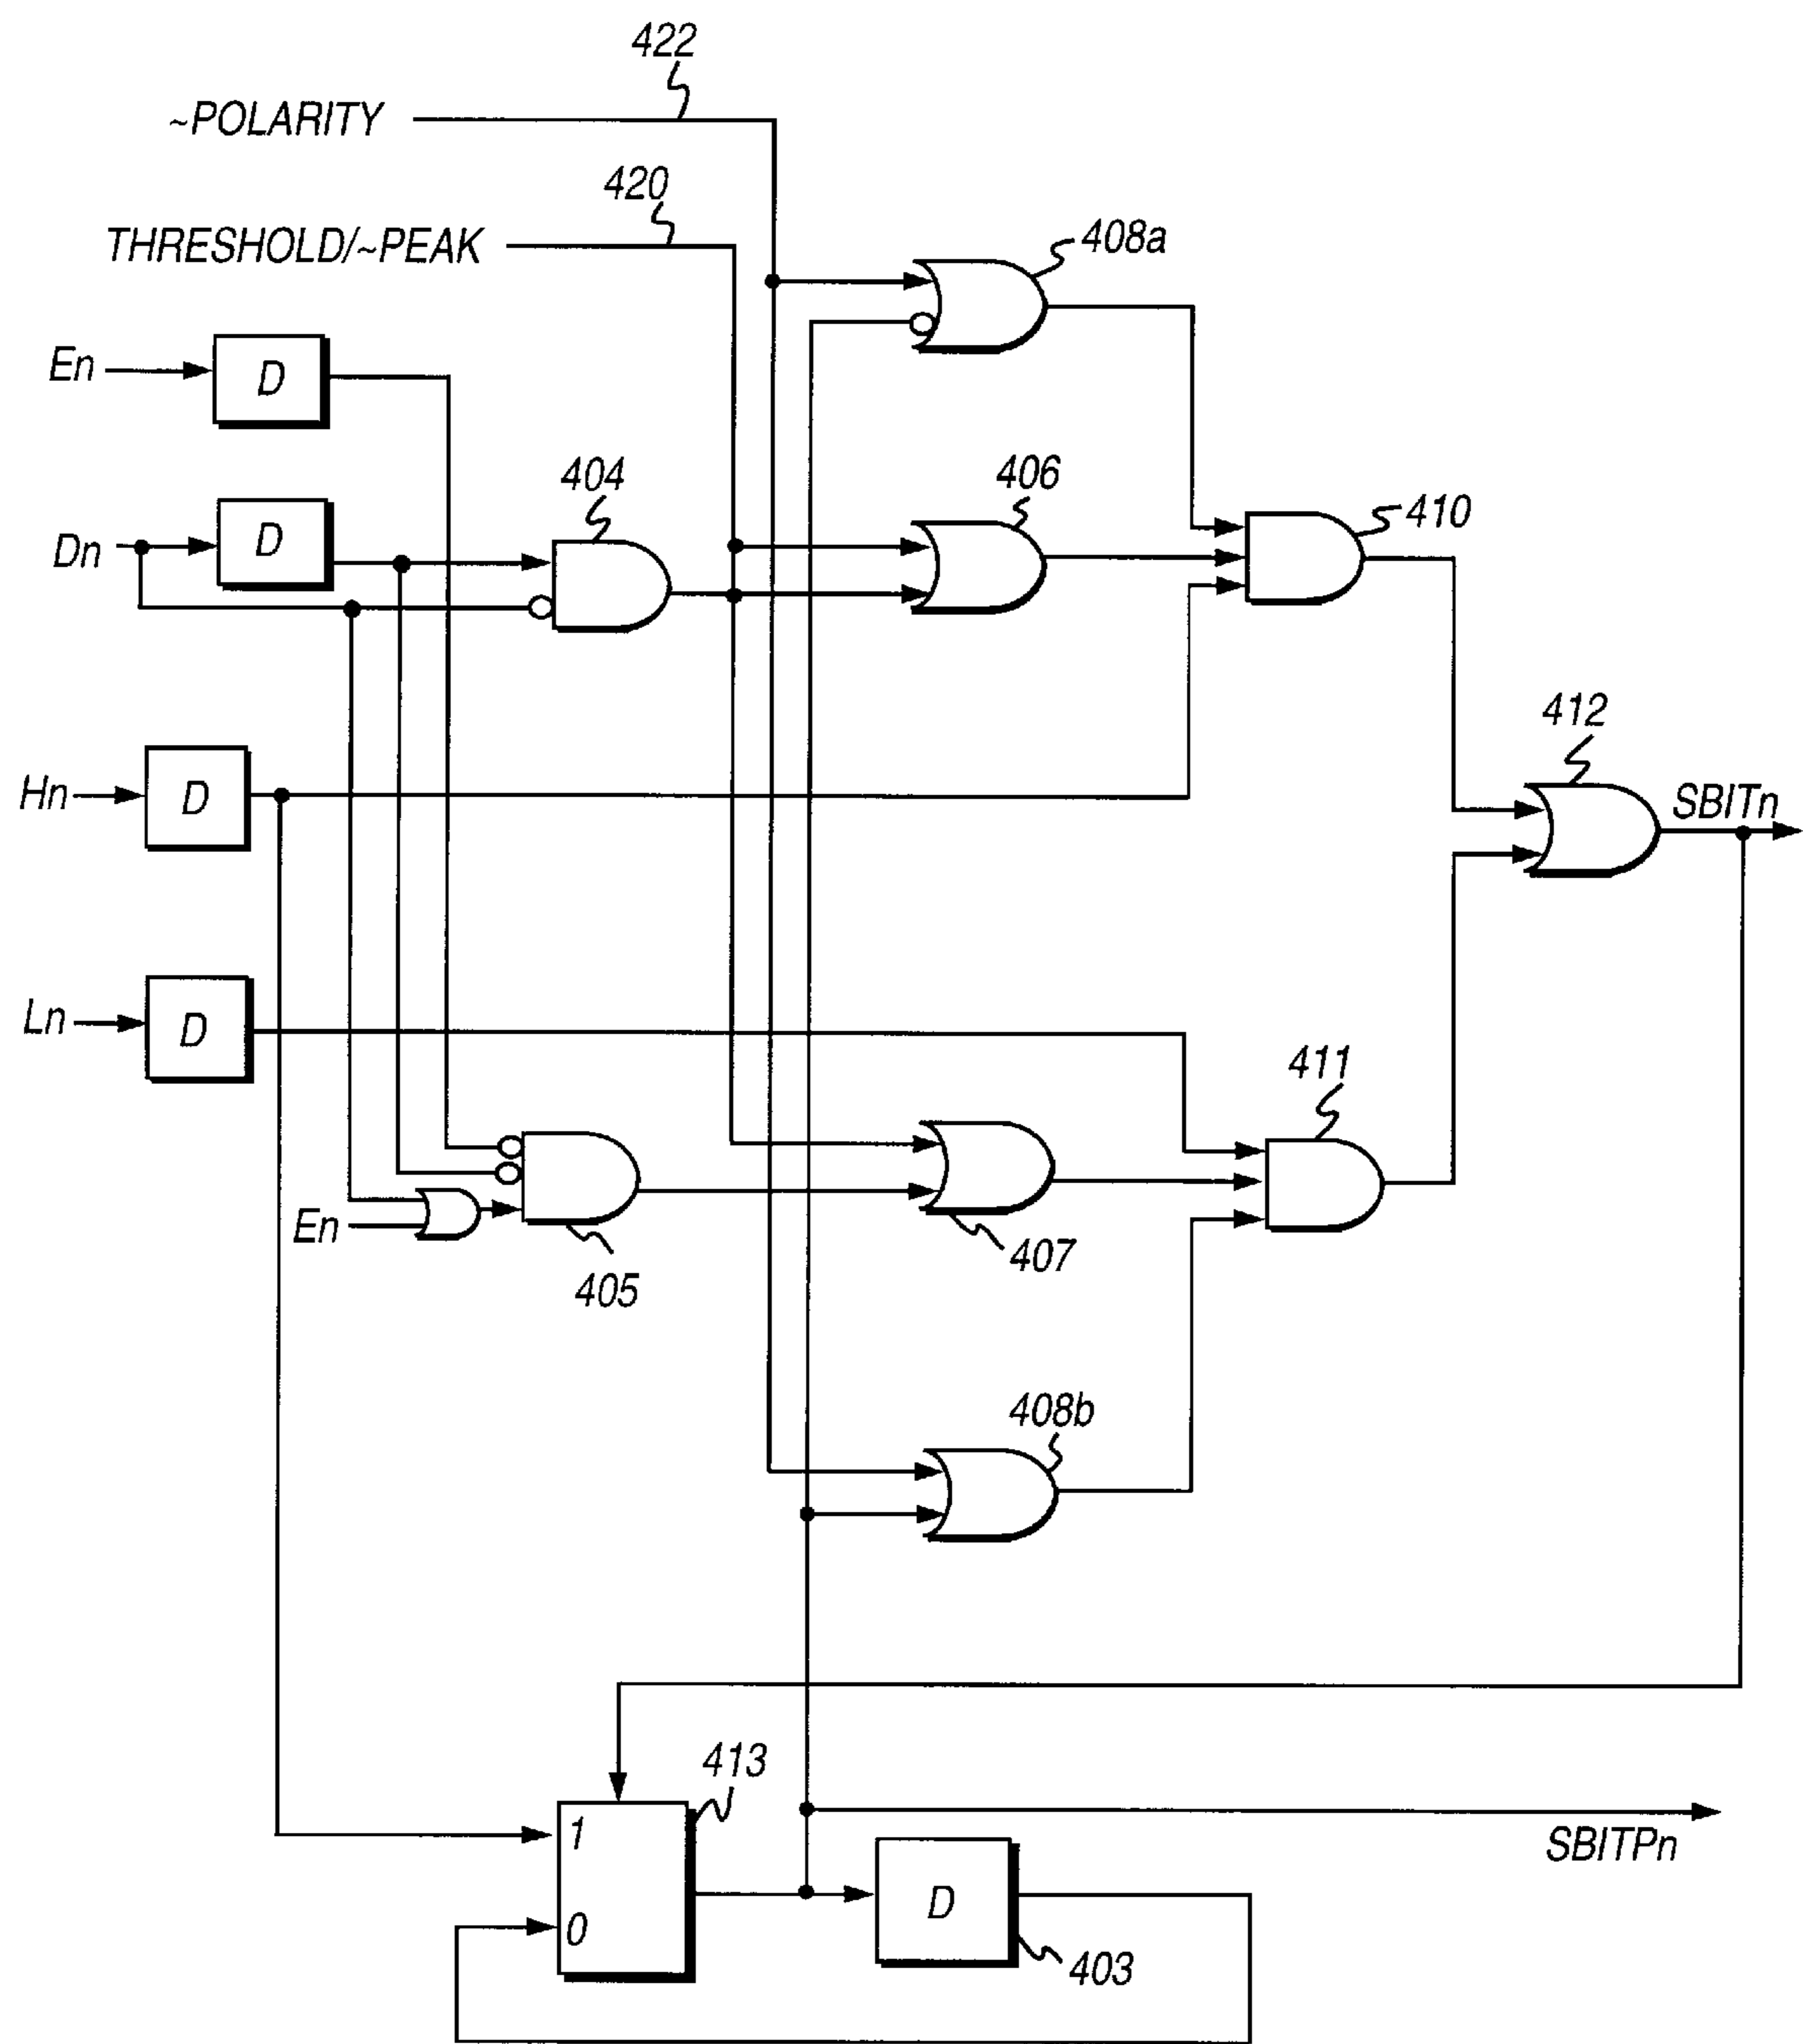 422
~POLARITY
420
THRESHOLD/~PEAK
408a
En
D
404
406
410
Dn
D
412
SBITn
Hn
D
Ln
D
411
En
405
407
408b
413
1
SBITPn
0
D
403